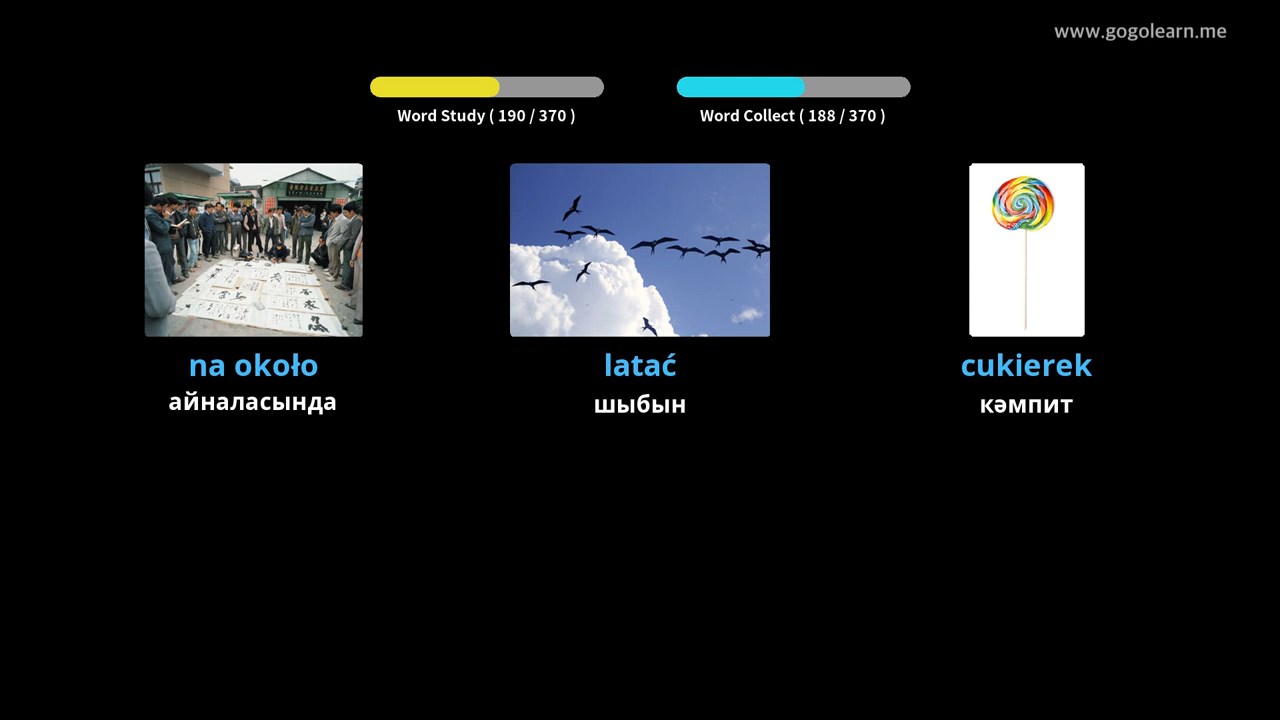 www.gogolearn.me
Word Study ( 190 / 370 )
Word Collect ( 188 / 370 )
na około
latać
cukierek
айналасында
шыбын
кәмпит